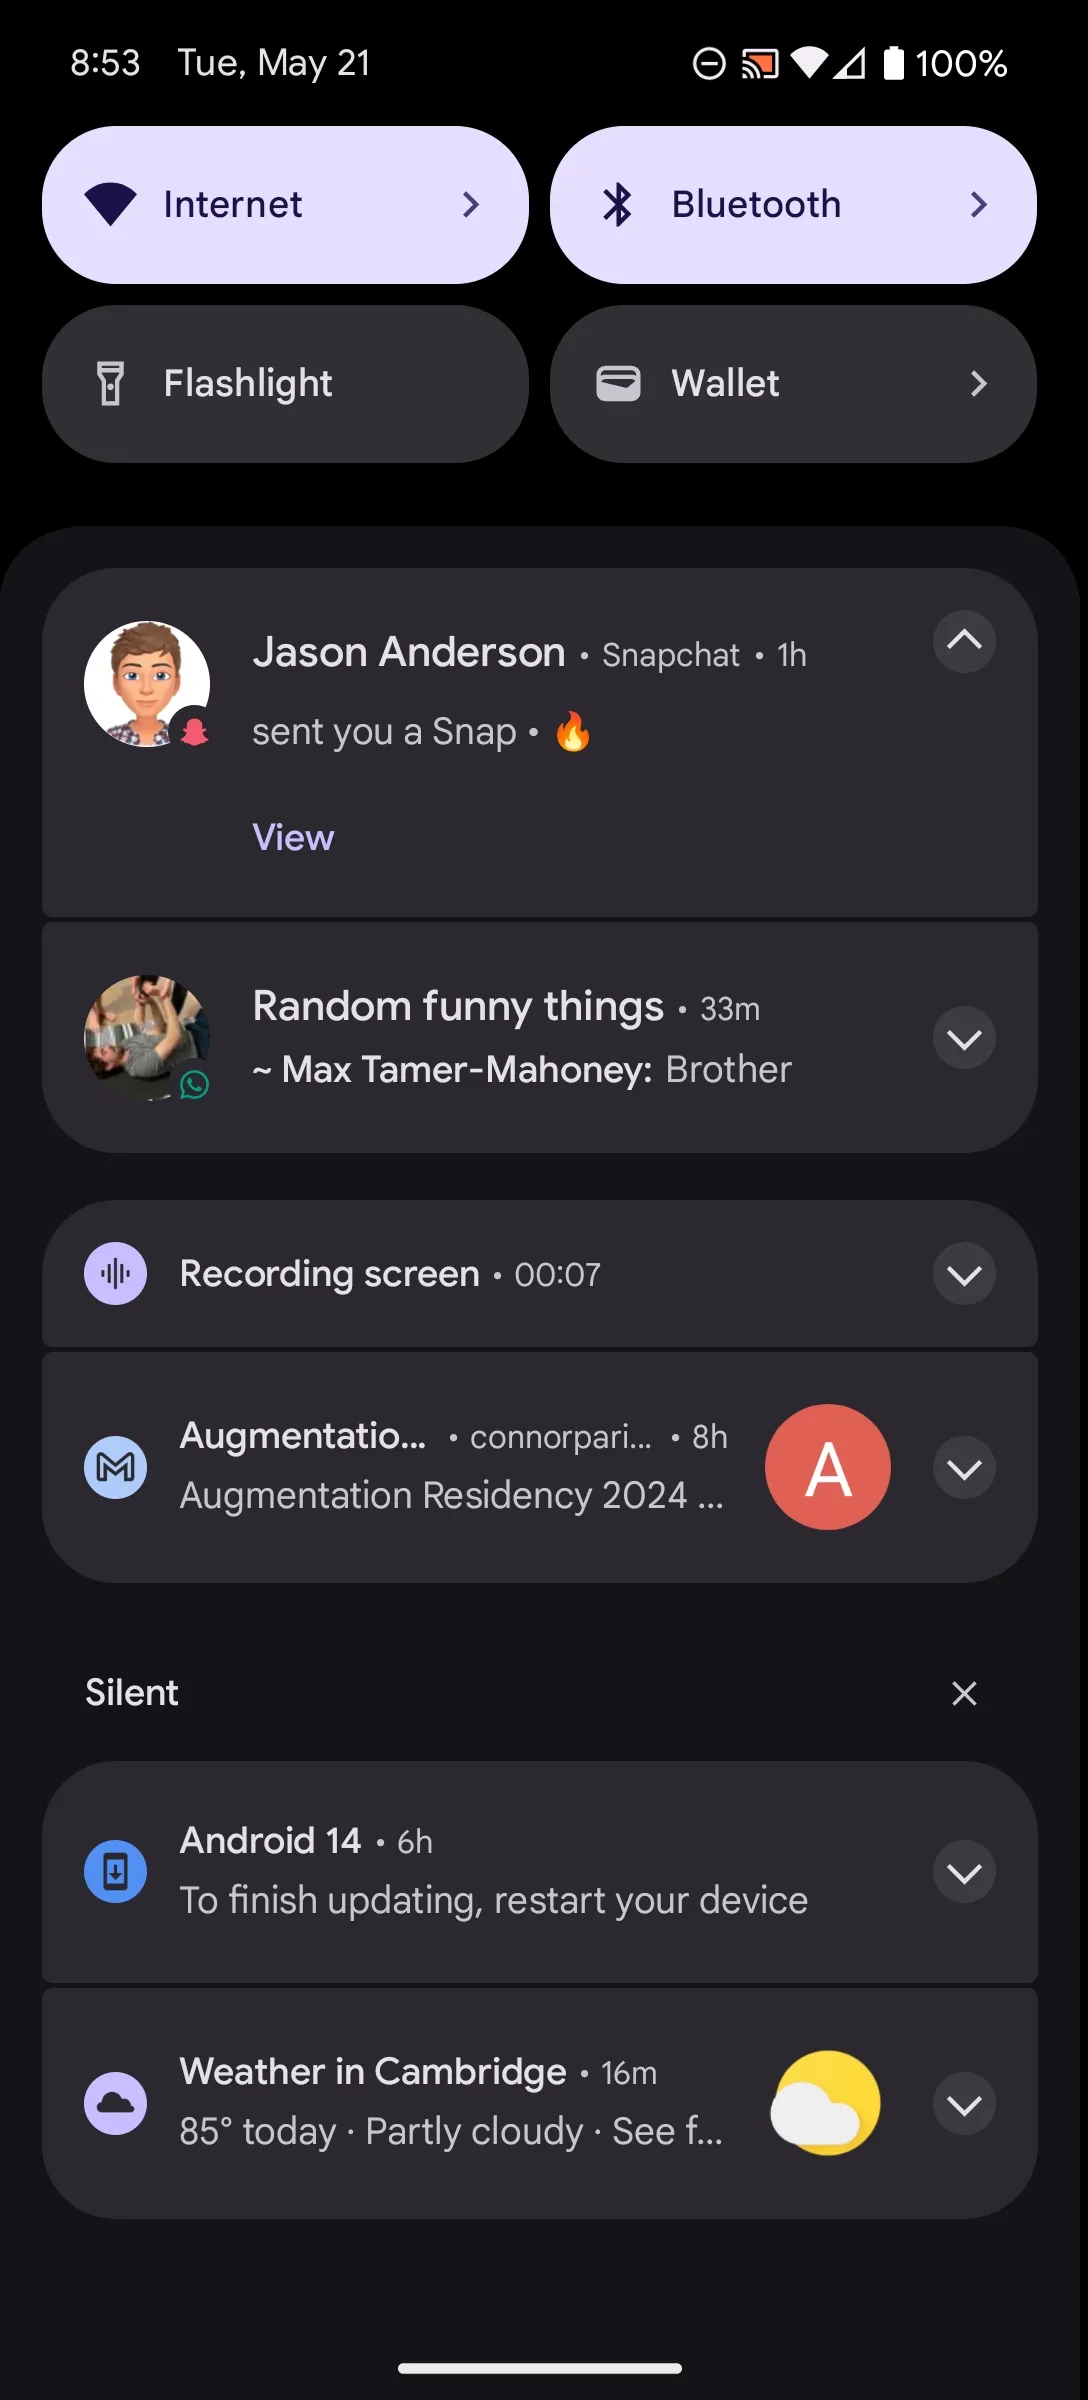 8:53 Tue, May 21 100%
Internet
Bluetooth
Flashlight
Wallet
Jason Anderson • Snapchat • 1h
sent you a Snap • 🔥
View
Random funny things • 33m
~ Max Tamer-Mahoney: Brother
Recording screen • 00:07
Augmentatio... • connorpari... • 8h
Augmentation Residency 2024 ...
A
Silent
Android 14 • 6h
To finish updating, restart your device
Weather in Cambridge • 16m
85° today · Partly cloudy · See f...